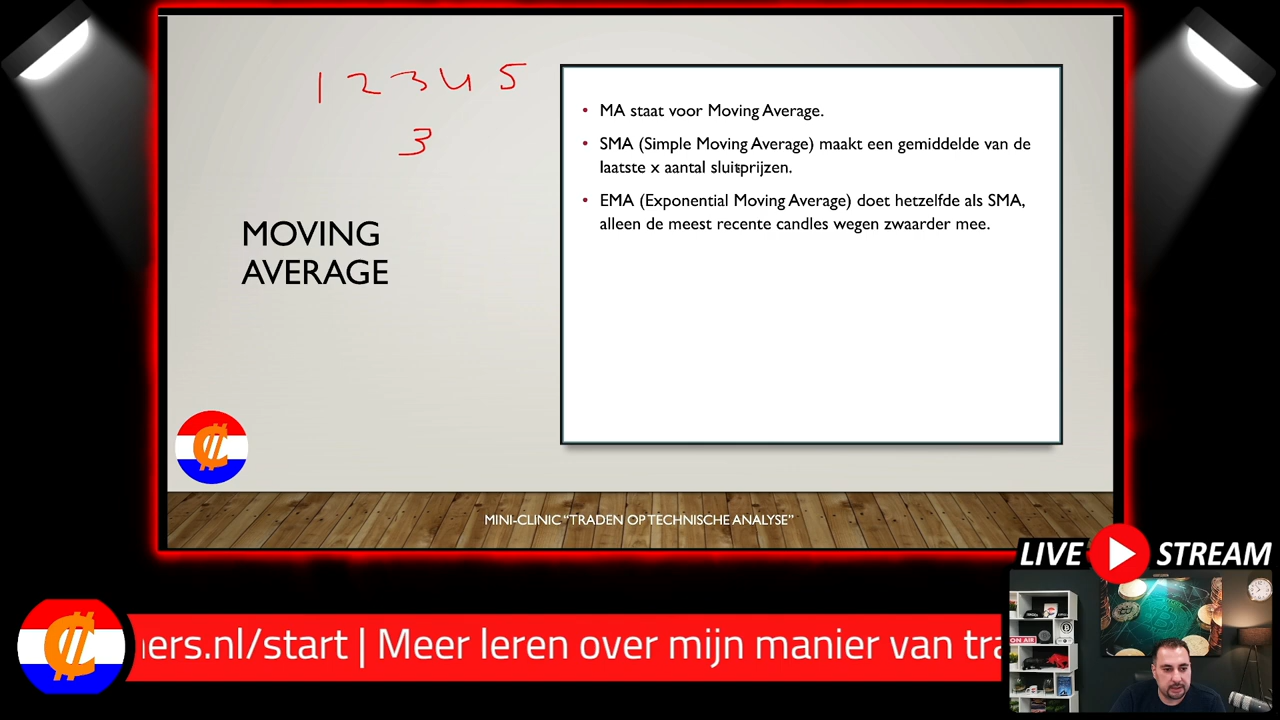 1 2 3 4 5
3
MOVING
AVERAGE
• MA staat voor Moving Average.
• SMA (Simple Moving Average) maakt een gemiddelde van de
laatste x aantal sluitprijzen.
• EMA (Exponential Moving Average) doet hetzelfde als SMA,
alleen de meest recente candles wegen zwaarder mee.
MINI-CLINIC “TRADEN OP TECHNISCHE ANALYSE”
LIVE STREAM
ON AIR
ners.nl/start | Meer leren over mijn manier van tra